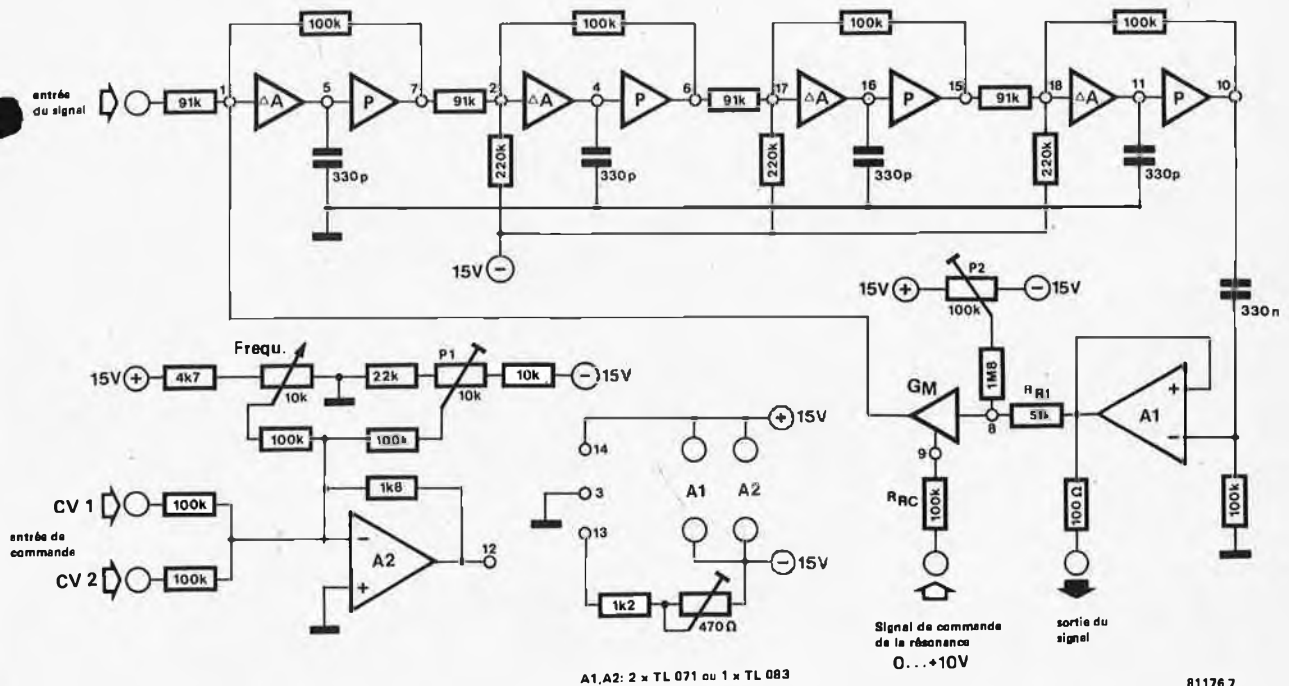 100k
100k
100k
100k
entrée
du signal
91k
1
ΔA
5
P
7
91k
2
ΔA
4
P
6
91k
17
ΔA
16
P
15
91k
18
ΔA
11
P
10
330p
220k
330p
220k
330p
220k
330p
15V
-
15V
+
P2
100k
-
15V
330n
Frequ.
15V
+
4k7
10k
22k
P1
10k
10k
-
15V
100k
100k
1M8
GM
8
RR1
51k
A1
+
-
9
RRC
100k
100Ω
100k
+
15V
14
3
13
A1
A2
-
15V
1k2
470Ω
CV 1
100k
entrée de
commande
CV 2
100k
1k8
-
A2
+
12
Signal de commande
de la résonance
0...+10V
sortie du
signal
A1,A2: 2 x TL 071 ou 1 x TL 083
81176 7